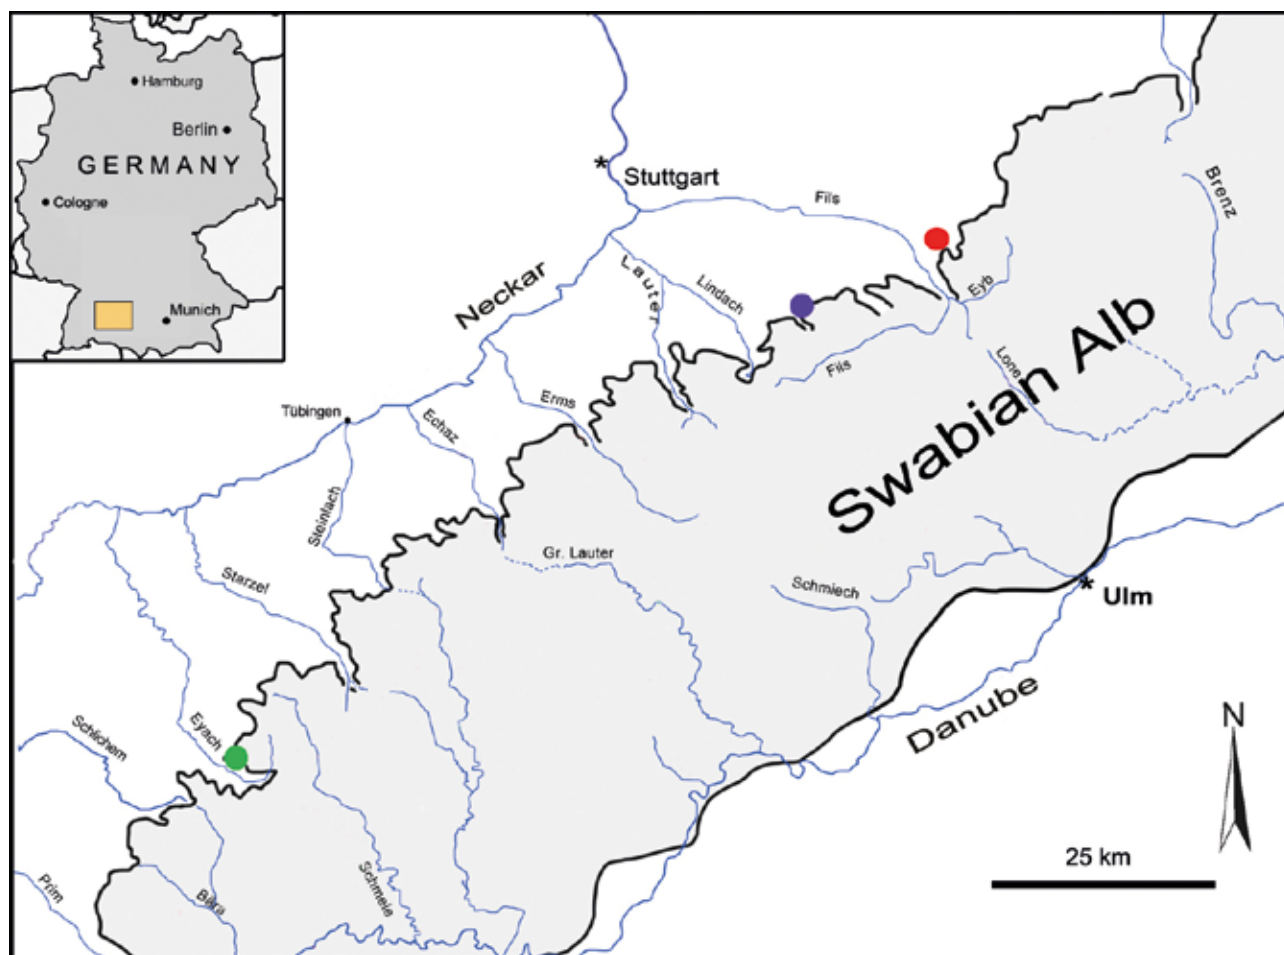 Hamburg
Berlin
GERMANY
Cologne
Munich
* Stuttgart
Fils
Brenz
Neckar
Lauter
Lindach
Eyb
Fils
Lone
Swabian Alb
Tübingen
Echaz
Erms
Steinlach
Starzel
Gr. Lauter
Schmiech
* Ulm
Danube
Eyach
Schlichem
N
25 km
Prim
Bära
Schmeie